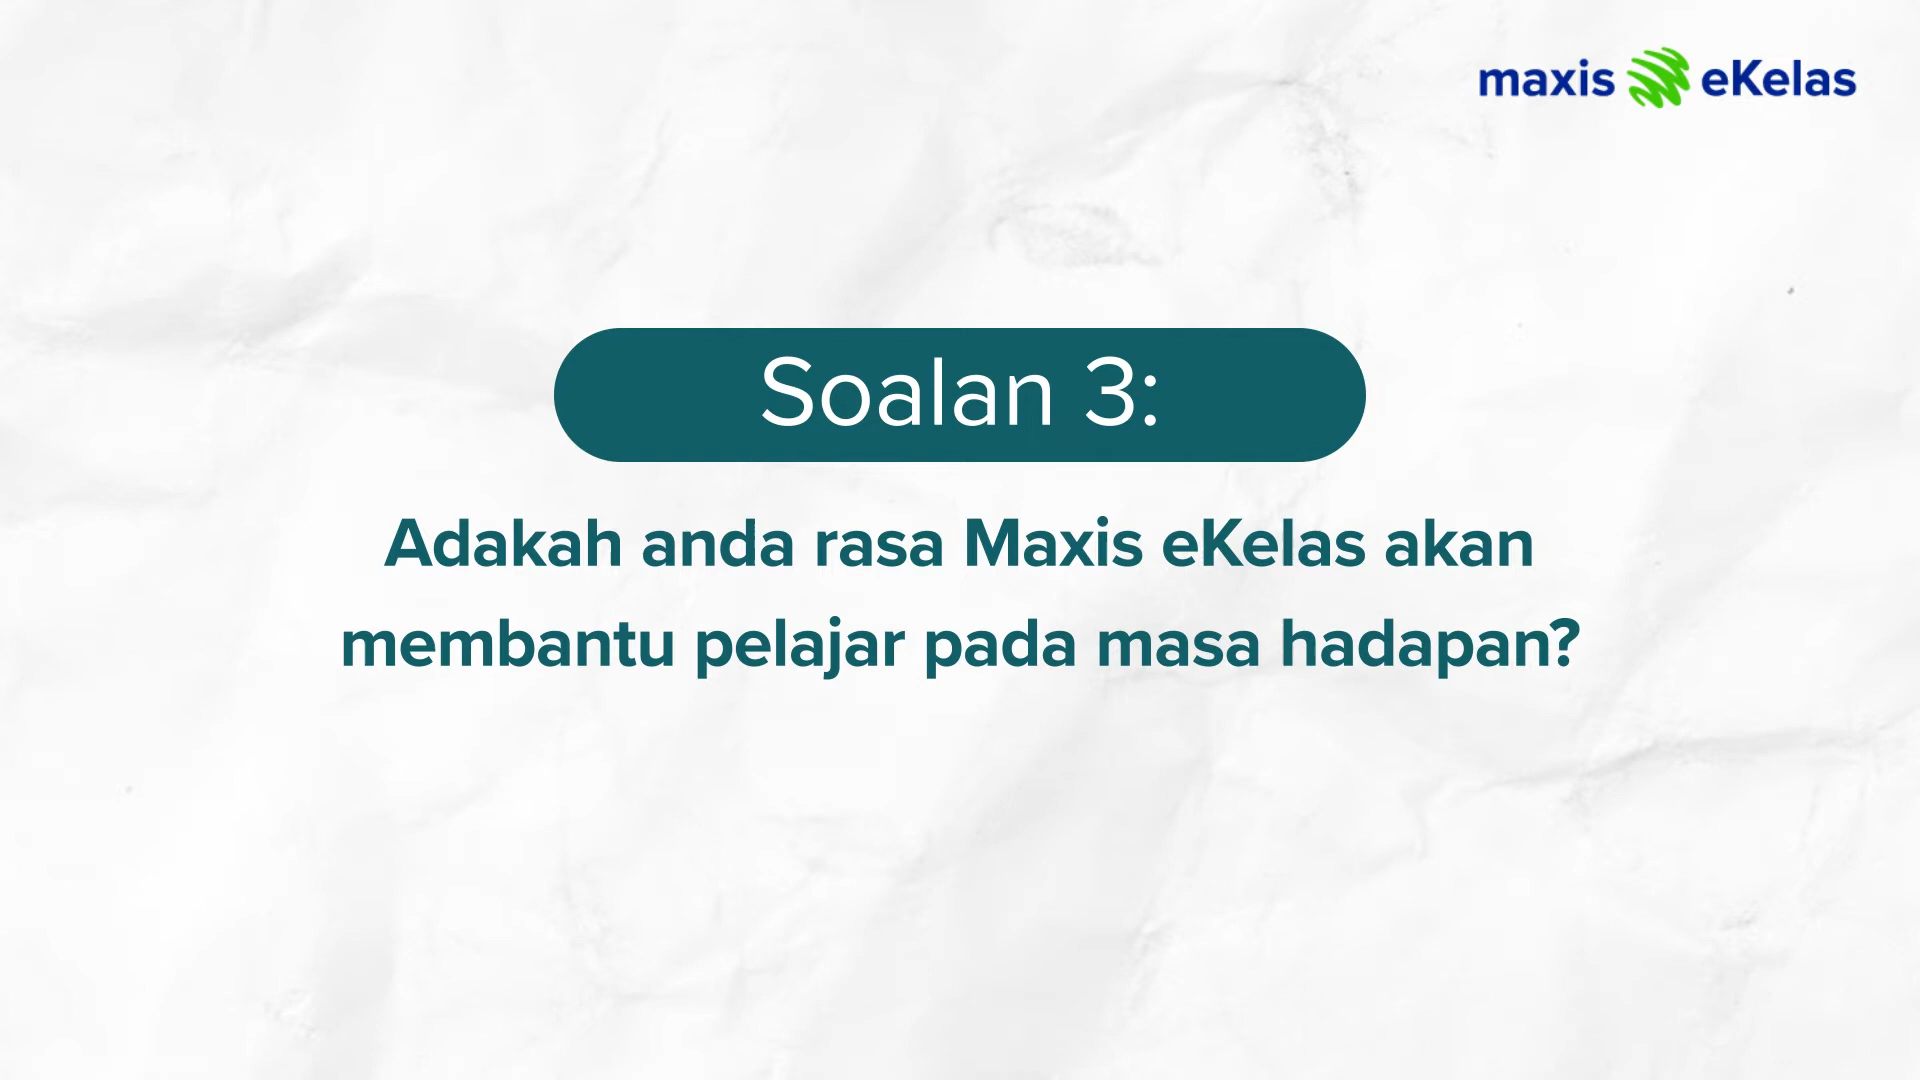 maxis eKelas
Soalan 3:
Adakah anda rasa Maxis eKelas akan
membantu pelajar pada masa hadapan?